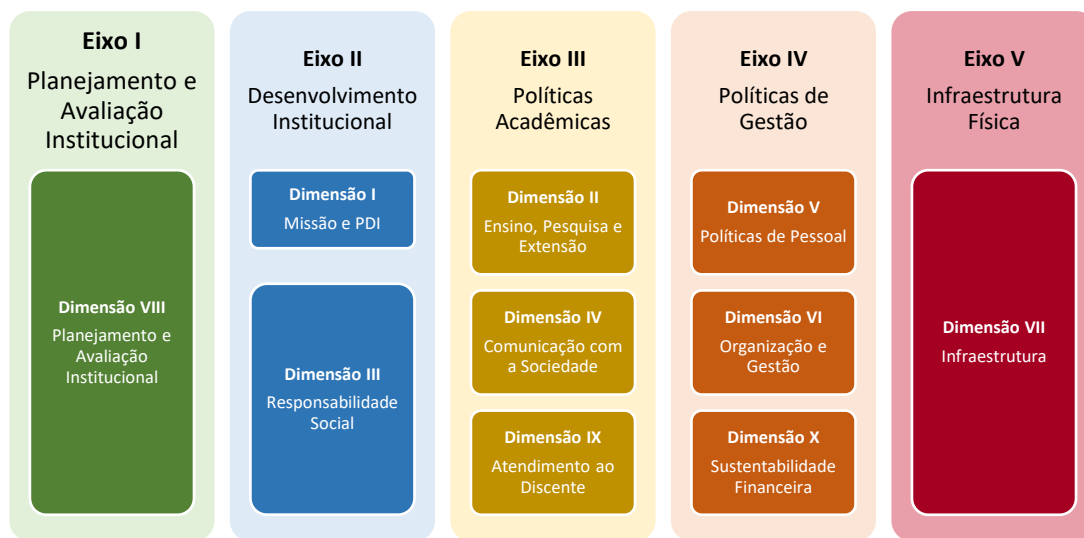 Eixo I
Planejamento e
Avaliação
Institucional
Dimensão VIII
Planejamento e
Avaliação
Institucional
Eixo II
Desenvolvimento
Institucional
Dimensão I
Missão e PDI
Dimensão III
Responsabilidade
Social
Eixo III
Políticas
Acadêmicas
Dimensão II
Ensino, Pesquisa e
Extensão
Dimensão IV
Comunicação com
a Sociedade
Dimensão IX
Atendimento ao
Discente
Eixo IV
Políticas de
Gestão
Dimensão V
Políticas de Pessoal
Dimensão VI
Organização e
Gestão
Dimensão X
Sustentabilidade
Financeira
Eixo V
Infraestrutura
Física
Dimensão VII
Infraestrutura